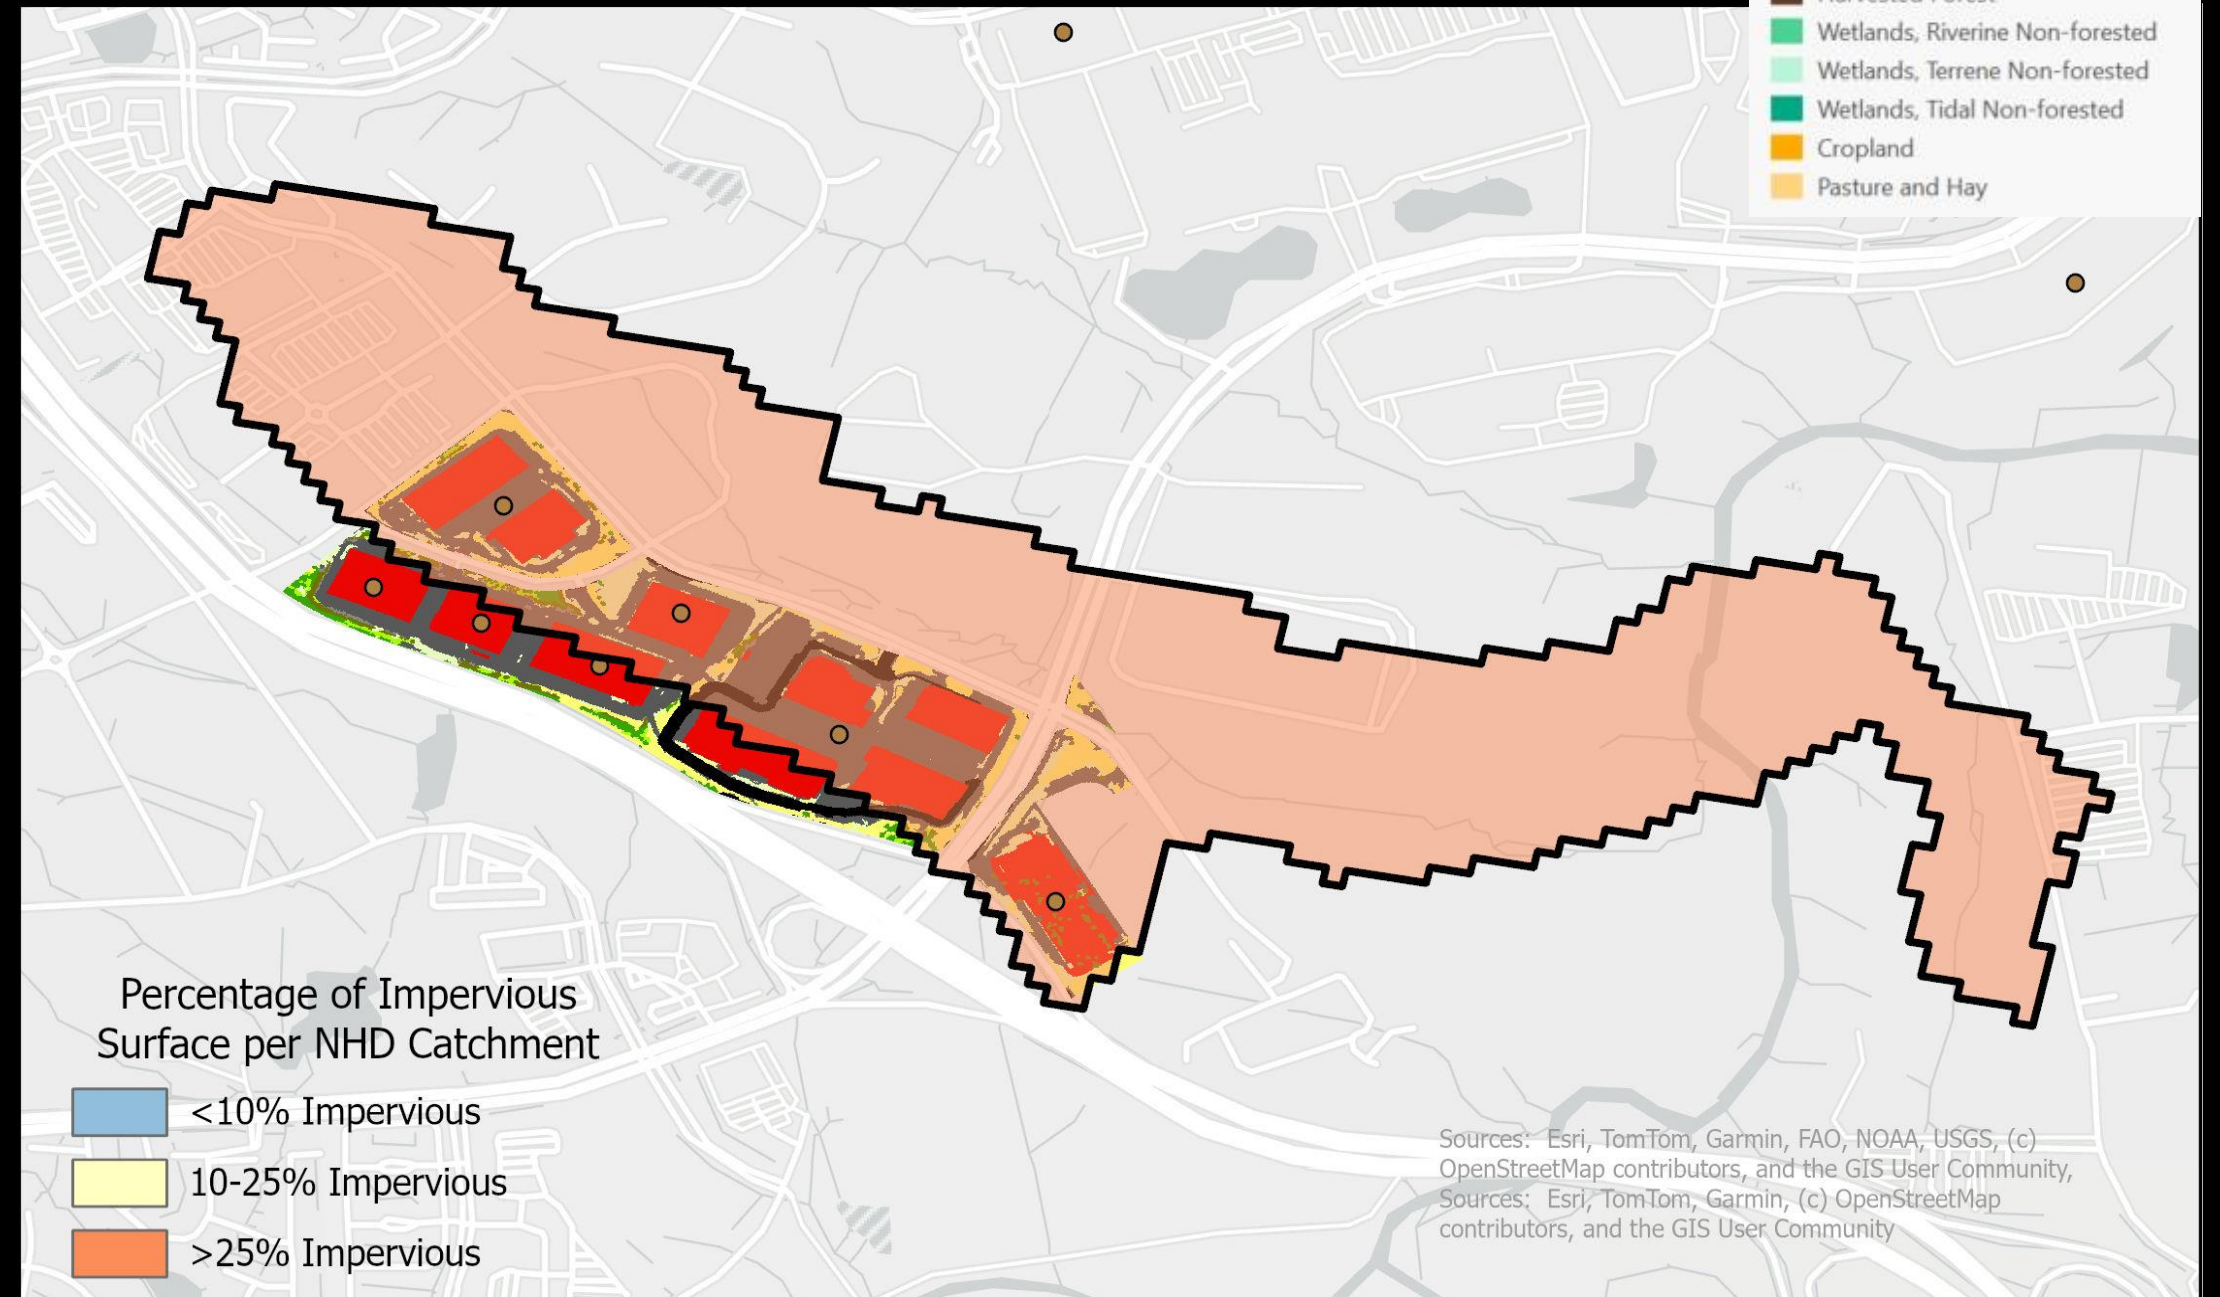 Harvested Forest
Wetlands, Riverine Non-forested
Wetlands, Terrene Non-forested
Wetlands, Tidal Non-forested
Cropland
Pasture and Hay
Percentage of Impervious
Surface per NHD Catchment
<10% Impervious
10-25% Impervious
>25% Impervious
Sources: Esri, TomTom, Garmin, FAO, NOAA, USGS, (c)
OpenStreetMap contributors, and the GIS User Community,
Sources: Esri, TomTom, Garmin, (c) OpenStreetMap
contributors, and the GIS User Community